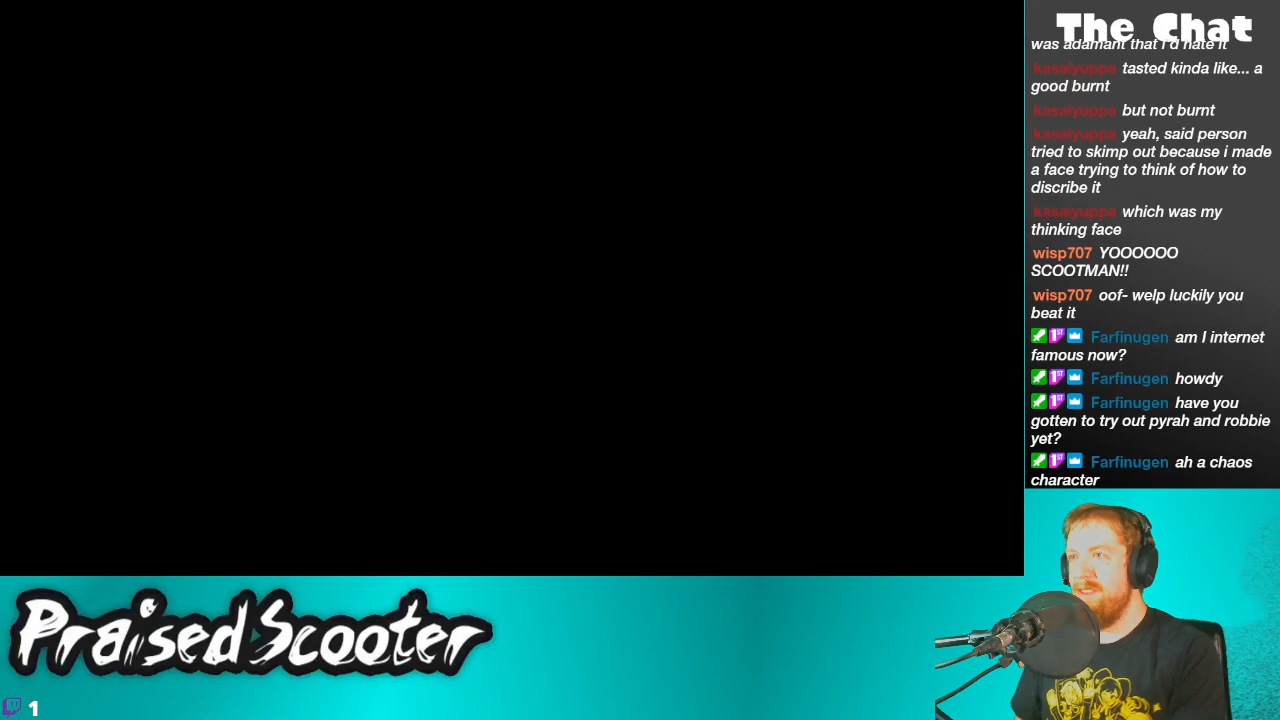 The Chat
was adamant that I'd hate it
kasaiyuppa tasted kinda like... a
good burnt
kasaiyuppa but not burnt
kasaiyuppa yeah, said person
tried to skimp out because i made
a face trying to think of how to
discribe it
kasaiyuppa which was my
thinking face
wisp707 YOOOOOO
SCOOTMAN!!
wisp707 oof- welp luckily you
beat it
1ST Farfinugen am I internet
famous now?
1ST Farfinugen howdy
1ST Farfinugen have you
gotten to try out pyrah and robbie
yet?
1ST Farfinugen ah a chaos
character
PraisedScooter
1